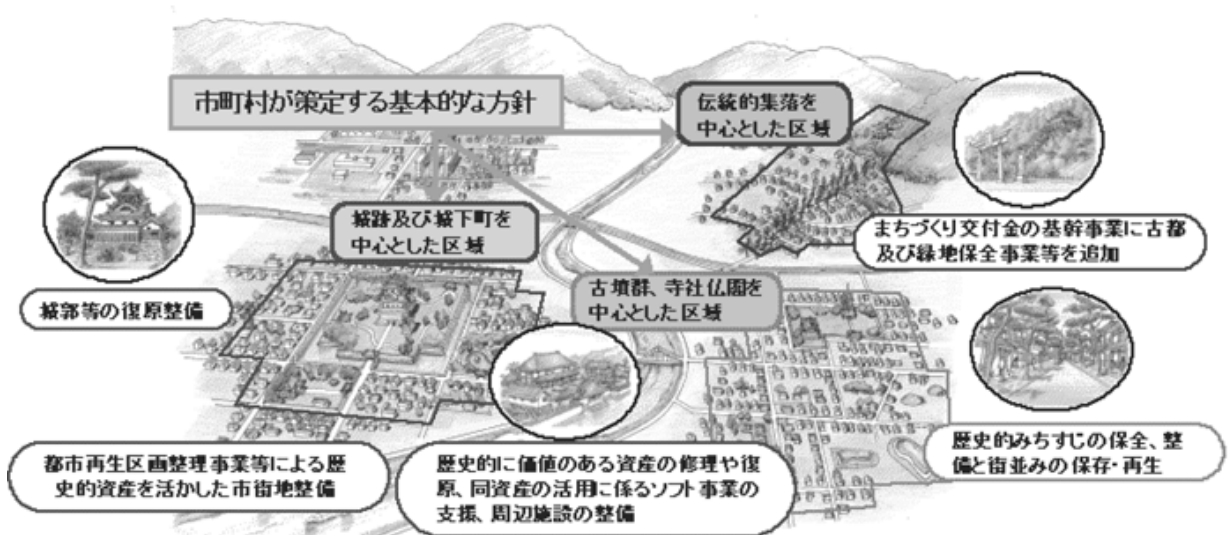 市町村が策定する基本的な方針
伝統的集落を
中心とした区域
城跡及び城下町を
中心とした区域
まちづくり交付金の基幹事業に古都
及び緑地保全事業等を追加
古墳群、寺社仏閣を
中心とした区域
城郭等の復原整備
歴史的みちすじの保全、整
備と街並みの保存・再生
都市再生区画整理事業等による歴
史的資産を活かした市街地整備
歴史的に価値のある資産の修理や復
原、同資産の活用に係るソフト事業の
支援、周辺施設の整備